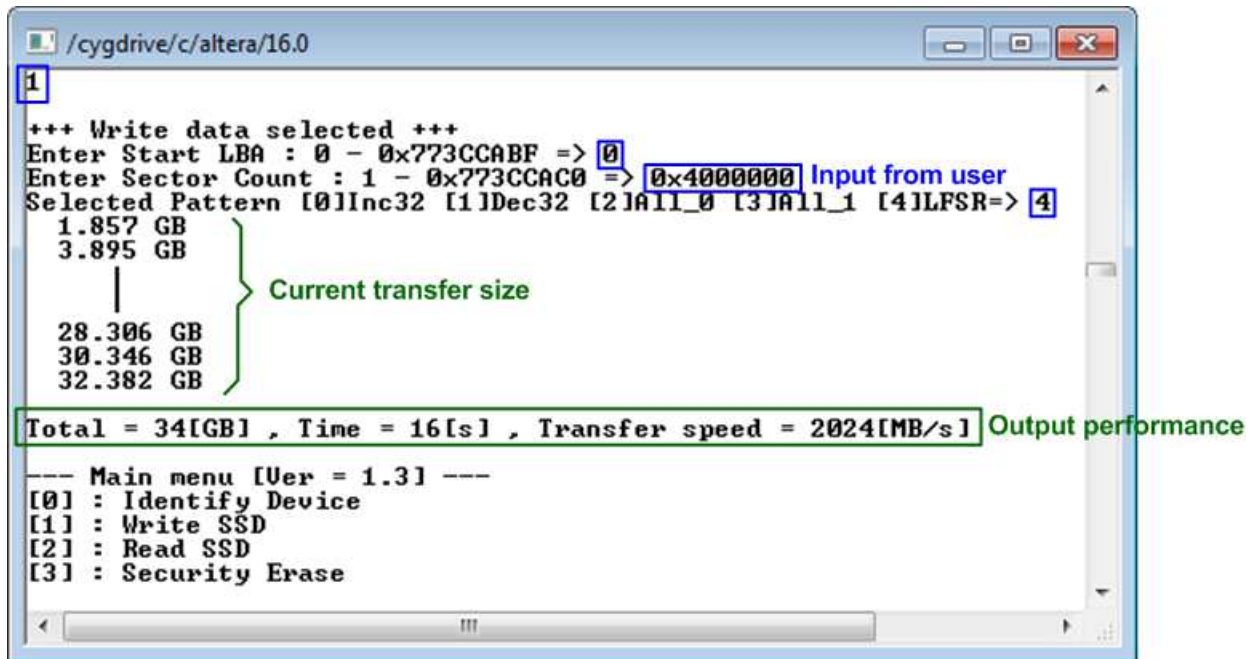 /cygdrive/c/altera/16.0
1
+++ Write data selected +++
Enter Start LBA : 0 - 0x773CCABF => 0
Enter Sector Count : 1 - 0x773CCAC0 => 0x4000000 Input from user
Selected Pattern [0]Inc32 [1]Dec32 [2]All_0 [3]All_1 [4]LFSR=> 4
1.857 GB
3.895 GB
Current transfer size
28.306 GB
30.346 GB
32.382 GB
Total = 34[GB] , Time = 16[s] , Transfer speed = 2024[MB/s] Output performance
--- Main menu [Ver = 1.3] ---
[0] : Identify Device
[1] : Write SSD
[2] : Read SSD
[3] : Security Erase